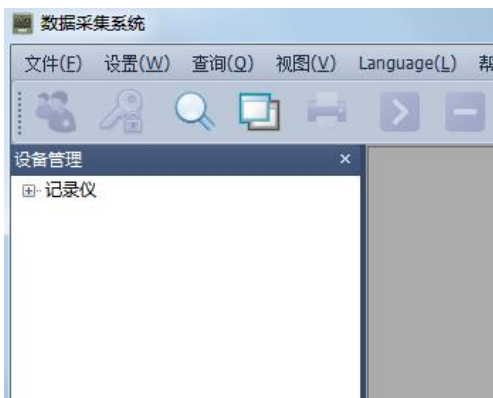 数据采集系统
文件(F) 设置(W) 查询(Q) 视图(V) Language(L) 帮
设备管理
记录仪